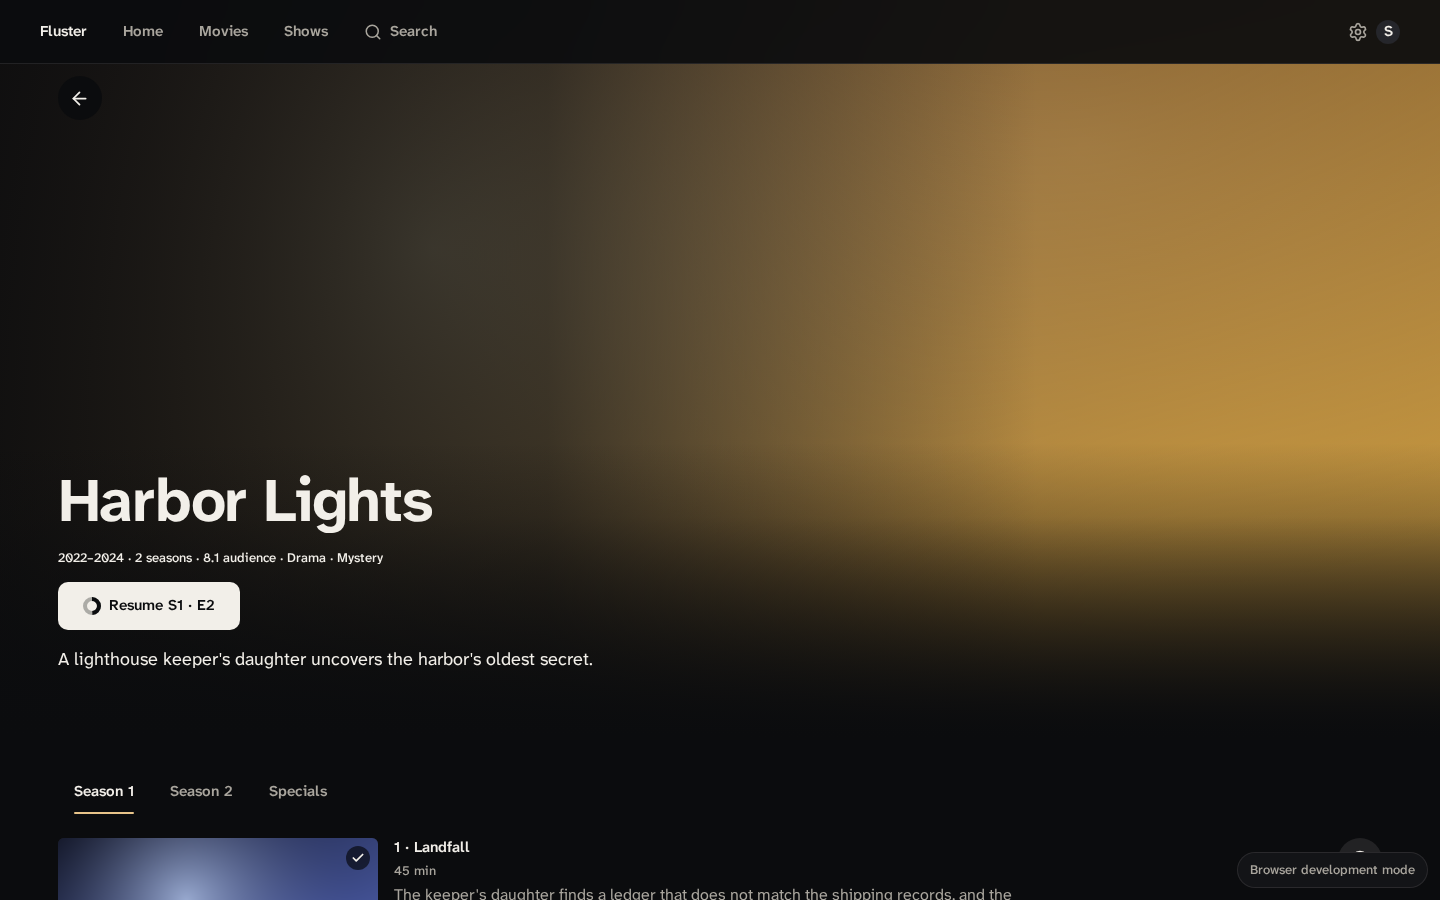 Fluster Home Movies Shows Search S
Harbor Lights
2022–2024 · 2 seasons · 8.1 audience · Drama · Mystery
Resume S1 · E2
A lighthouse keeper's daughter uncovers the harbor's oldest secret.
Season 1 Season 2 Specials
1 · Landfall
45 min
The keeper's daughter finds a ledger that does not match the shipping records, and the
Browser development mode